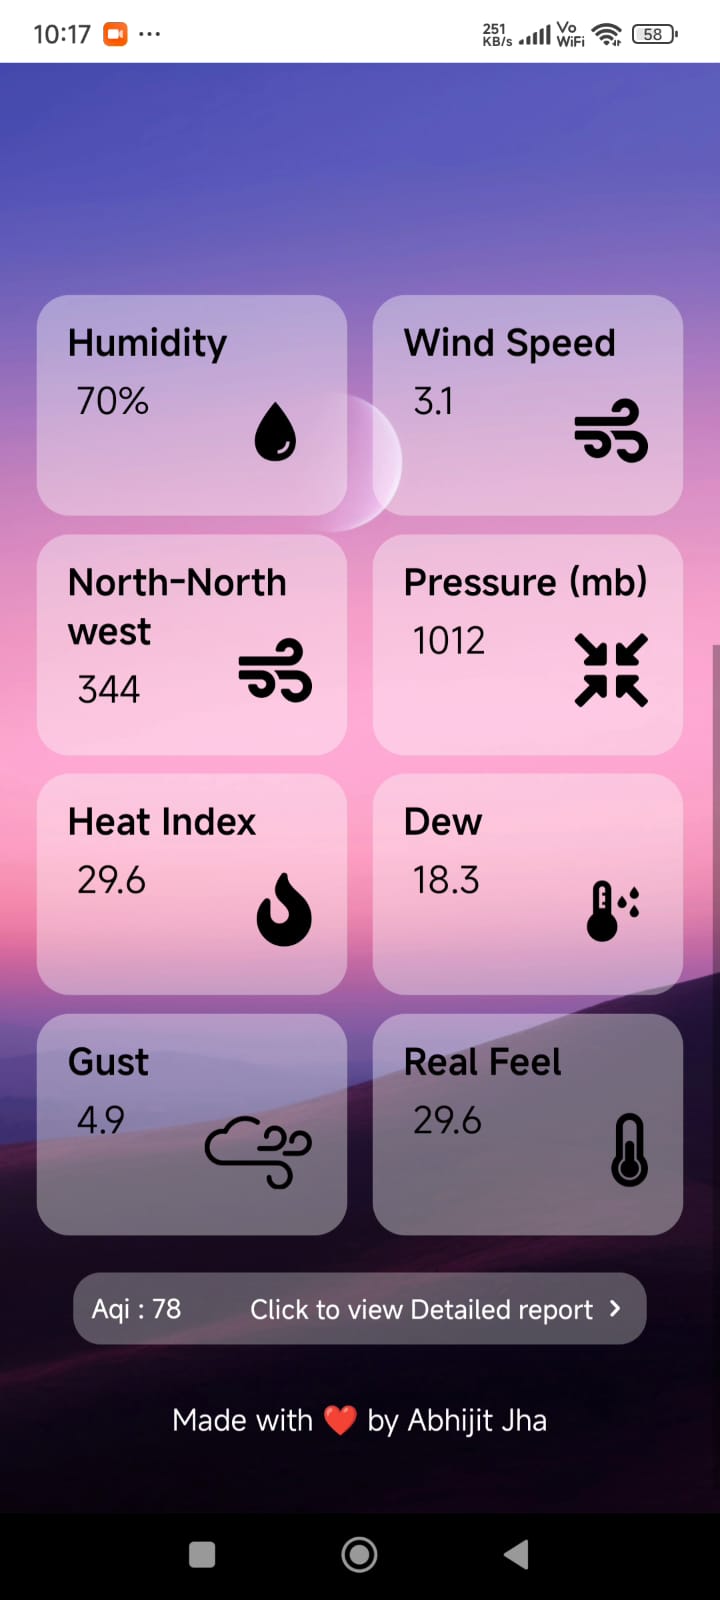 10:17 ... 251 KB/s Vo WiFi 58
Humidity
70%
Wind Speed
3.1
North-North
west
344
Pressure (mb)
1012
Heat Index
29.6
Dew
18.3
Gust
4.9
Real Feel
29.6
Aqi : 78 Click to view Detailed report >
Made with ❤️ by Abhijit Jha